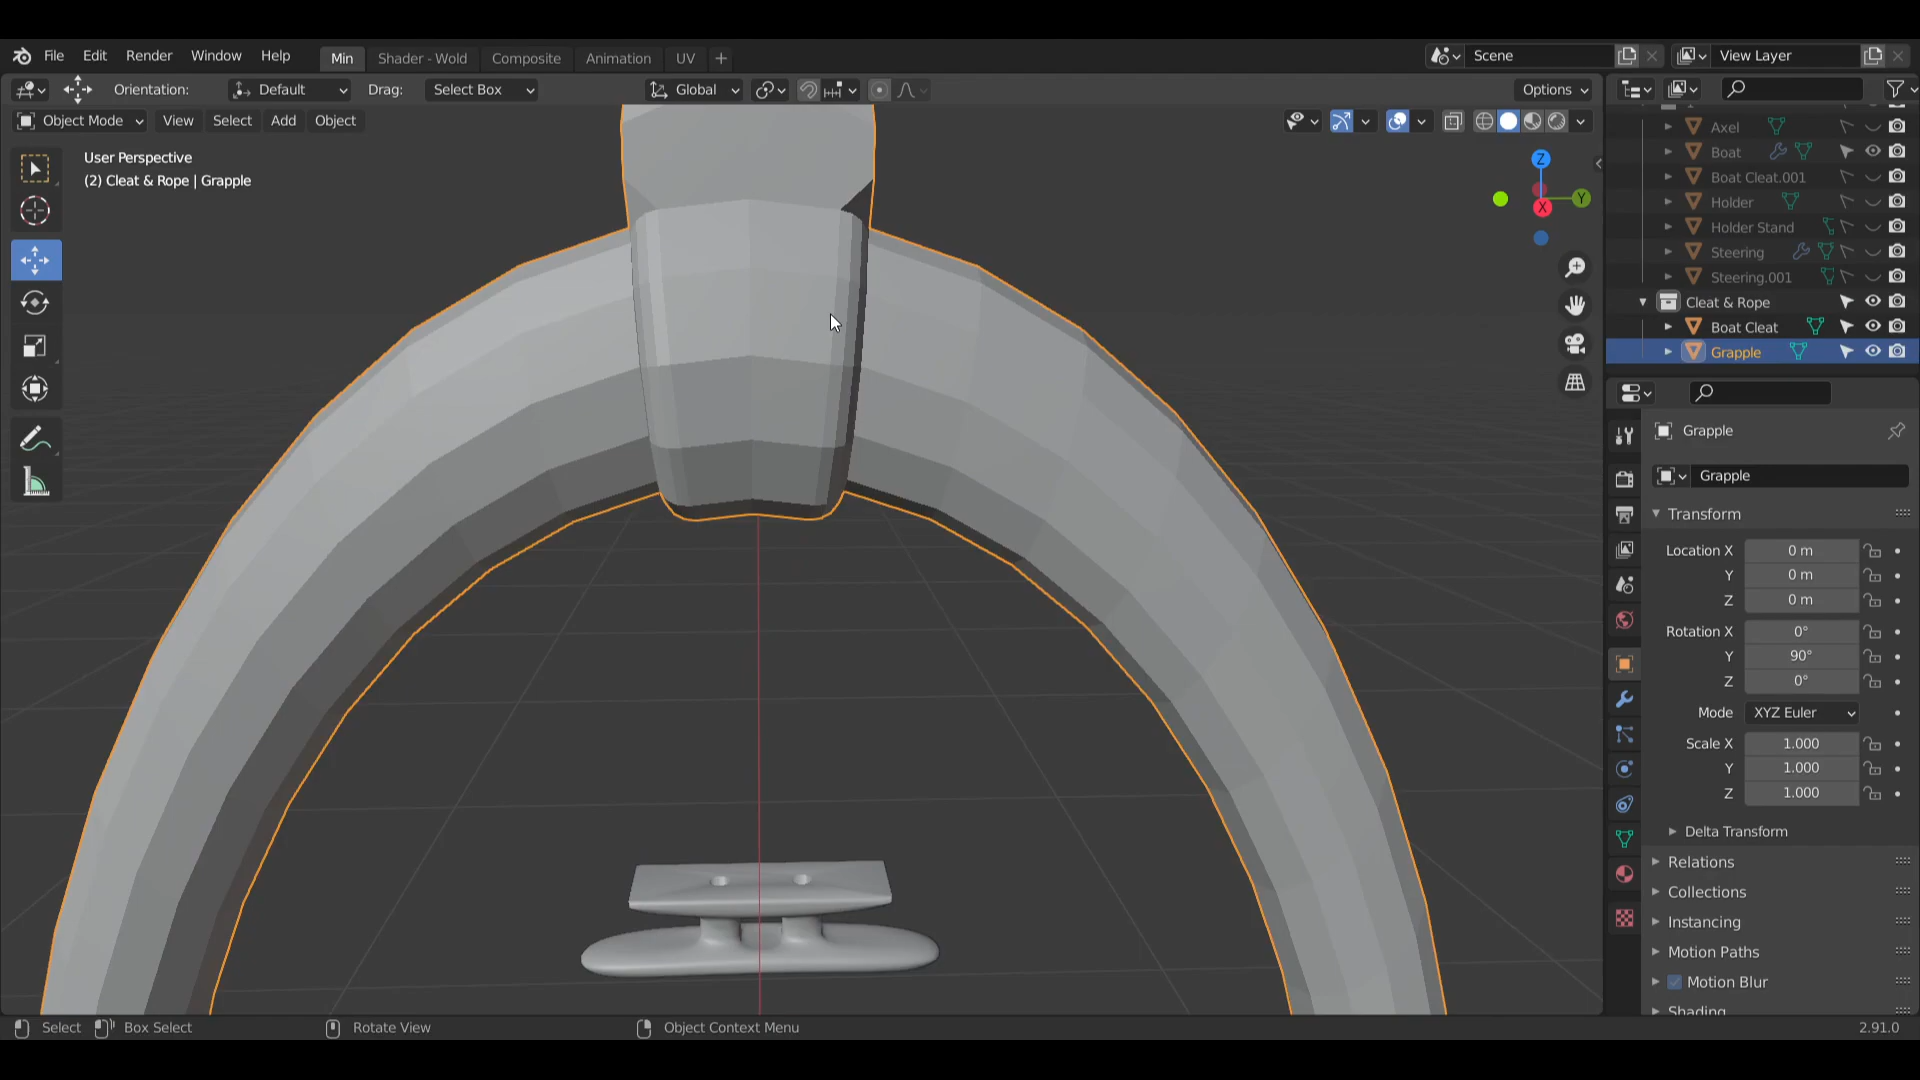 File Edit Render Window Help Min Shader - Wold Composite Animation UV + Scene View Layer
Orientation: Default Drag: Select Box Global Options
Object Mode View Select Add Object
User Perspective
(2) Cleat & Rope | Grapple
Z
Y
X
Axel
Boat
Boat Cleat.001
Holder
Holder Stand
Steering
Steering.001
Cleat & Rope
Boat Cleat
Grapple
Grapple
Grapple
Transform
Location X 0 m
Y 0 m
Z 0 m
Rotation X 0°
Y 90°
Z 0°
Mode XYZ Euler
Scale X 1.000
Y 1.000
Z 1.000
Delta Transform
Relations
Collections
Instancing
Motion Paths
Motion Blur
Shading
Select Box Select Rotate View Object Context Menu 2.91.0